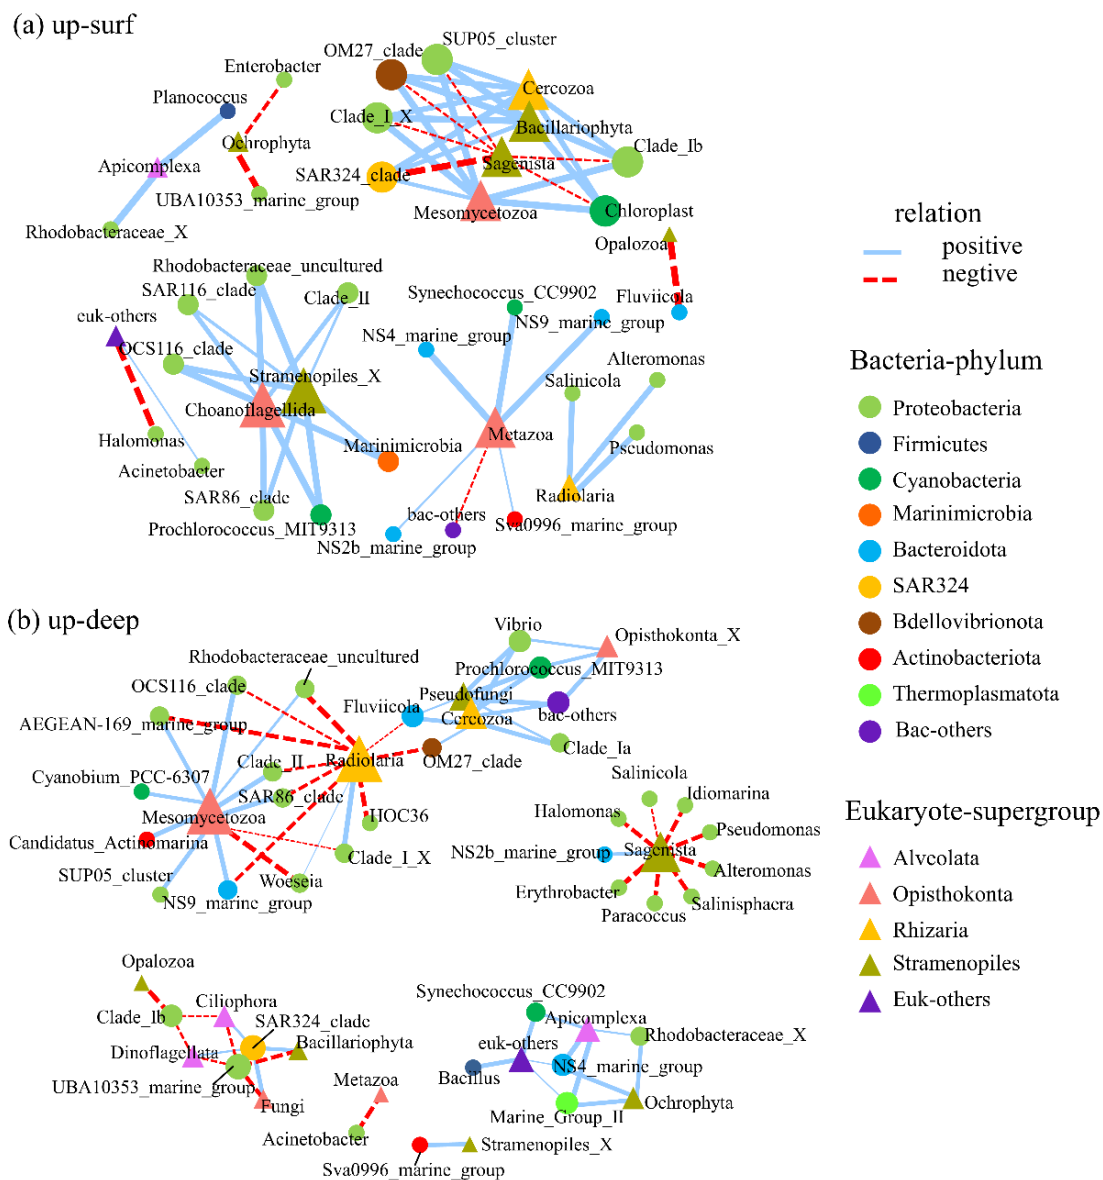 (a) up-surf
SUP05_cluster
OM27_clade
Enterobacter
Cercozoa
Planococcus
Clade_I_X
Bacillariophyta
Ochrophyta
Clade_Ib
Apicomplexa
SAR324_clade
Sagenista
UBA10353_marine_group
Mesomycetozoa
Chloroplast
Rhodobacteraceae_X
Opalozoa
relation
positive
negtive
Rhodobacteraceae_uncultured
SAR116_clade
Clade_II
Synechococcus_CC9902
Fluviicola
euk-others
NS9_marine_group
NS4_marine_group
OCS116_clade
Alteromonas
Stramenopiles_X
Salinicola
Choanoflagellida
Metazoa
Halomonas
Marinimicrobia
Pseudomonas
Acinetobacter
SAR86_clade
Radiolaria
bac-others
Prochlorococcus_MIT9313
Sva0996_marine_group
NS2b_marine_group
Bacteria-phylum
Proteobacteria
Firmicutes
Cyanobacteria
Marinimicrobia
Bacteroidota
SAR324
Bdellovibrionota
Actinobacteriota
Thermoplasmatota
Bac-others
Eukaryote-supergroup
Alveolata
Opisthokonta
Rhizaria
Stramenopiles
Euk-others
(b) up-deep
Vibrio
Opisthokonta_X
Rhodobacteraceae_uncultured
Prochlorococcus_MIT9313
OCS116_clade
Pseudofungi
Fluviicola
Cercozoa
bac-others
AEGEAN-169_marine_group
Clade_Ia
Clade_II
Radiolaria
OM27_clade
Cyanobium_PCC-6307
SAR86_clade
Salinicola
Idiomarina
Mesomycetozoa
HOC36
Halomonas
Pseudomonas
Candidatus_Actinomarina
Clade_I_X
NS2b_marine_group
Sagenista
SUP05_cluster
Woeseia
Alteromonas
NS9_marine_group
Erythrobacter
Salinisphaera
Paracoccus
Opalozoa
Ciliophora
Synechococcus_CC9902
Clade_Ib
SAR324_clade
Apicomplexa
Dinoflagellata
Bacillariophyta
euk-others
Rhodobacteraceae_X
UBA10353_marine_group
Metazoa
Bacillus
NS4_marine_group
Fungi
Marine_Group_II
Ochrophyta
Acinetobacter
Stramenopiles_X
Sva0996_marine_group